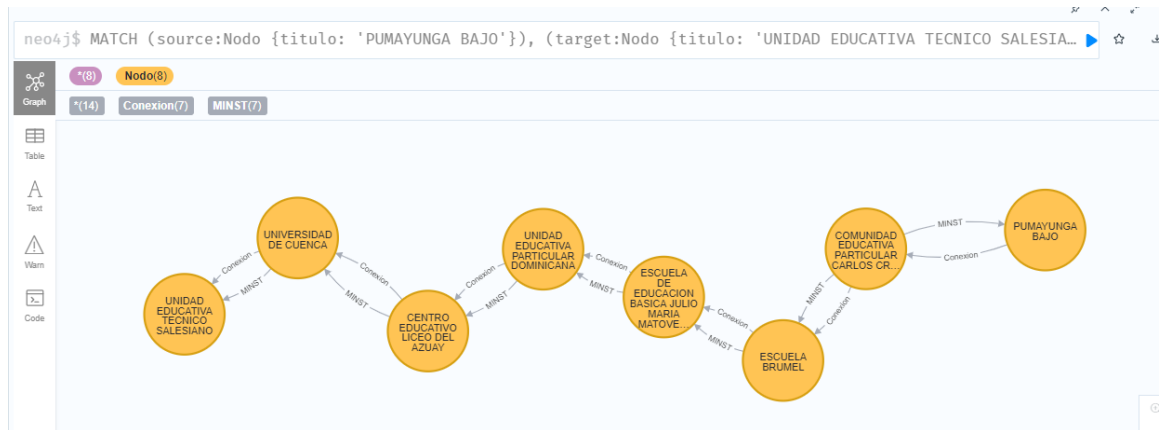 neo4j$ MATCH (source:Nodo {titulo: 'PUMAYUNGA BAJO'}), (target:Nodo {titulo: 'UNIDAD EDUCATIVA TECNICO SALESIA…
*(8) Nodo(8)
*(14) Conexion(7) MINST(7)
Graph
Table
Text
Warn
Code
UNIDAD
EDUCATIVA
TECNICO
SALESIANO
Conexion
MINST
UNIVERSIDAD
DE CUENCA
Conexion
MINST
CENTRO
EDUCATIVO
LICEO DEL
AZUAY
Conexion
MINST
UNIDAD
EDUCATIVA
PARTICULAR
DOMINICANA
Conexion
MINST
ESCUELA
DE
EDUCACION
BASICA JULIO
MARIA
MATOVE…
Conexion
MINST
ESCUELA
BRUMEL
MINST
Conexion
COMUNIDAD
EDUCATIVA
PARTICULAR
CARLOS CR…
MINST
Conexion
PUMAYUNGA
BAJO